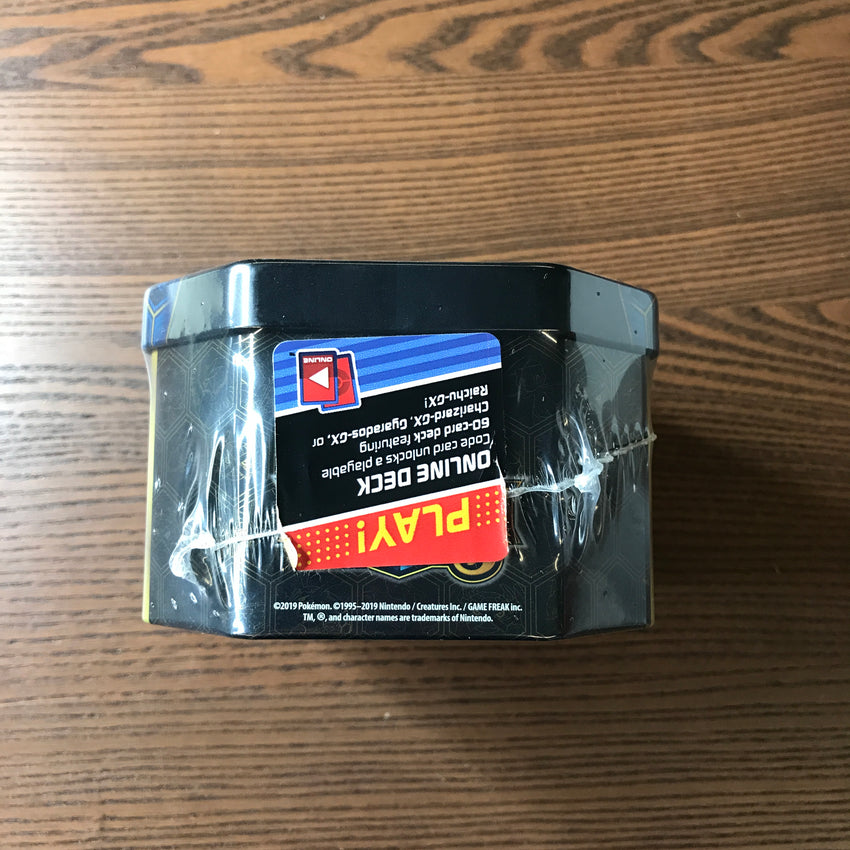 PLAY!
ONLINE DECK
Code card unlocks a playable
60-card deck featuring
Charizard-GX, Gyarados-GX, or
Raichu-GX!
ONLINE
©2019 Pokémon. ©1995–2019 Nintendo / Creatures Inc. / GAME FREAK inc.
TM, ®, and character names are trademarks of Nintendo.